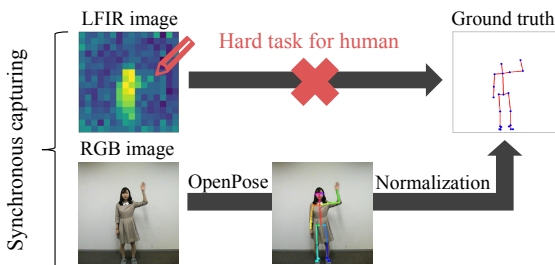 LFIR image
Ground truth
Hard task for human
Synchronous capturing
RGB image
OpenPose
Normalization